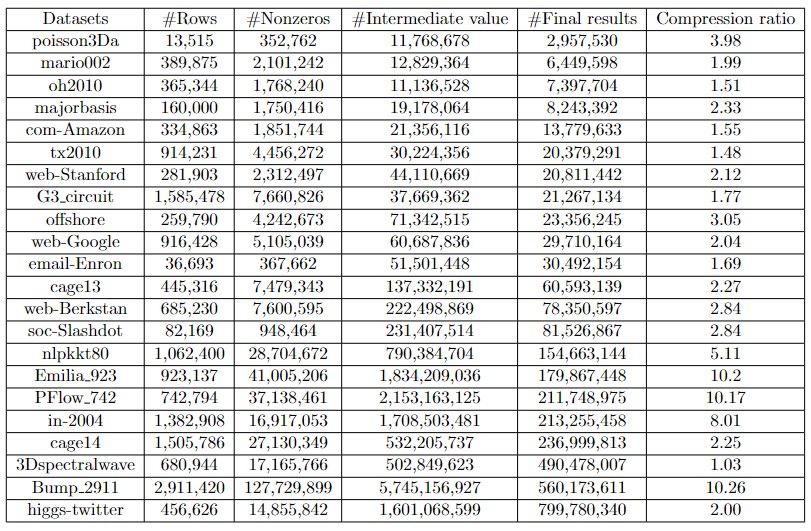 Datasets #Rows #Nonzeros #Intermediate value #Final results Compression ratio
poisson3Da 13,515 352,762 11,768,678 2,957,530 3.98
mario002 389,875 2,101,242 12,829,364 6,449,598 1.99
oh2010 365,344 1,768,240 11,136,528 7,397,704 1.51
majorbasis 160,000 1,750,416 19,178,064 8,243,392 2.33
com-Amazon 334,863 1,851,744 21,356,116 13,779,633 1.55
tx2010 914,231 4,456,272 30,224,356 20,379,291 1.48
web-Stanford 281,903 2,312,497 44,110,669 20,811,442 2.12
G3_circuit 1,585,478 7,660,826 37,669,362 21,267,134 1.77
offshore 259,790 4,242,673 71,342,515 23,356,245 3.05
web-Google 916,428 5,105,039 60,687,836 29,710,164 2.04
email-Enron 36,693 367,662 51,501,448 30,492,154 1.69
cage13 445,316 7,479,343 137,332,191 60,593,139 2.27
web-Berkstan 685,230 7,600,595 222,498,869 78,350,597 2.84
soc-Slashdot 82,169 948,464 231,407,514 81,526,867 2.84
nlpkkt80 1,062,400 28,704,672 790,384,704 154,663,144 5.11
Emilia_923 923,137 41,005,206 1,834,209,036 179,867,448 10.2
PFlow_742 742,794 37,138,461 2,153,163,125 211,748,975 10.17
in-2004 1,382,908 16,917,053 1,708,503,481 213,255,458 8.01
cage14 1,505,786 27,130,349 532,205,737 236,999,813 2.25
3Dspectralwave 680,944 17,165,766 502,849,623 490,478,007 1.03
Bump_2911 2,911,420 127,729,899 5,745,156,927 560,173,611 10.26
higgs-twitter 456,626 14,855,842 1,601,068,599 799,780,340 2.00